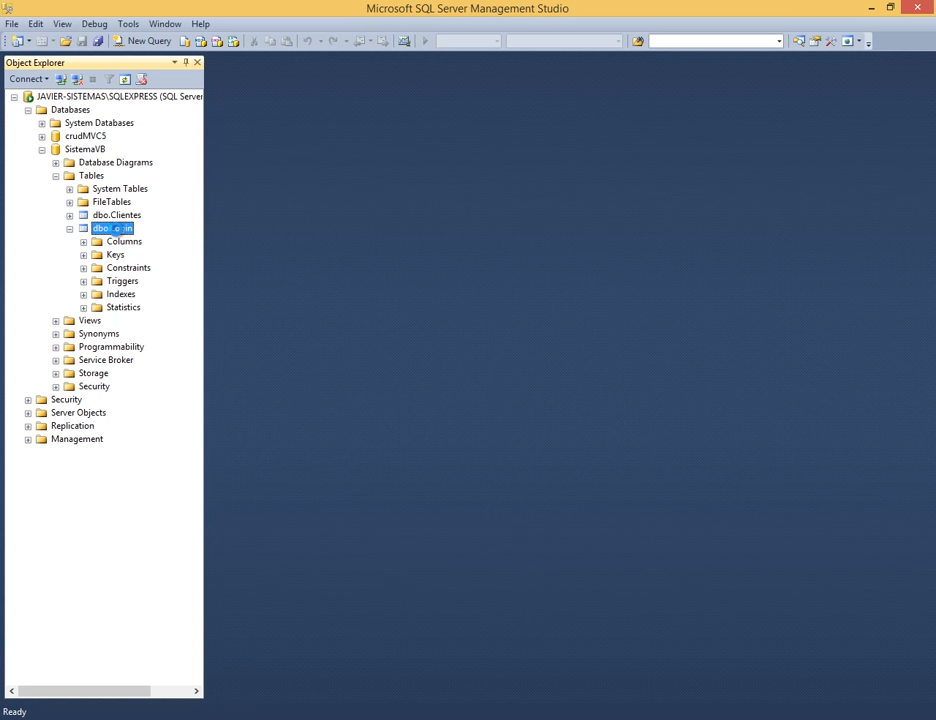 Microsoft SQL Server Management Studio
File Edit View Debug Tools Window Help
New Query
Object Explorer
Connect
JAVIER-SISTEMAS\SQLEXPRESS (SQL Server
Databases
System Databases
crudMVC5
SistemaVB
Database Diagrams
Tables
System Tables
FileTables
dbo.Clientes
dbo.Login
Columns
Keys
Constraints
Triggers
Indexes
Statistics
Views
Synonyms
Programmability
Service Broker
Storage
Security
Security
Server Objects
Replication
Management
Ready